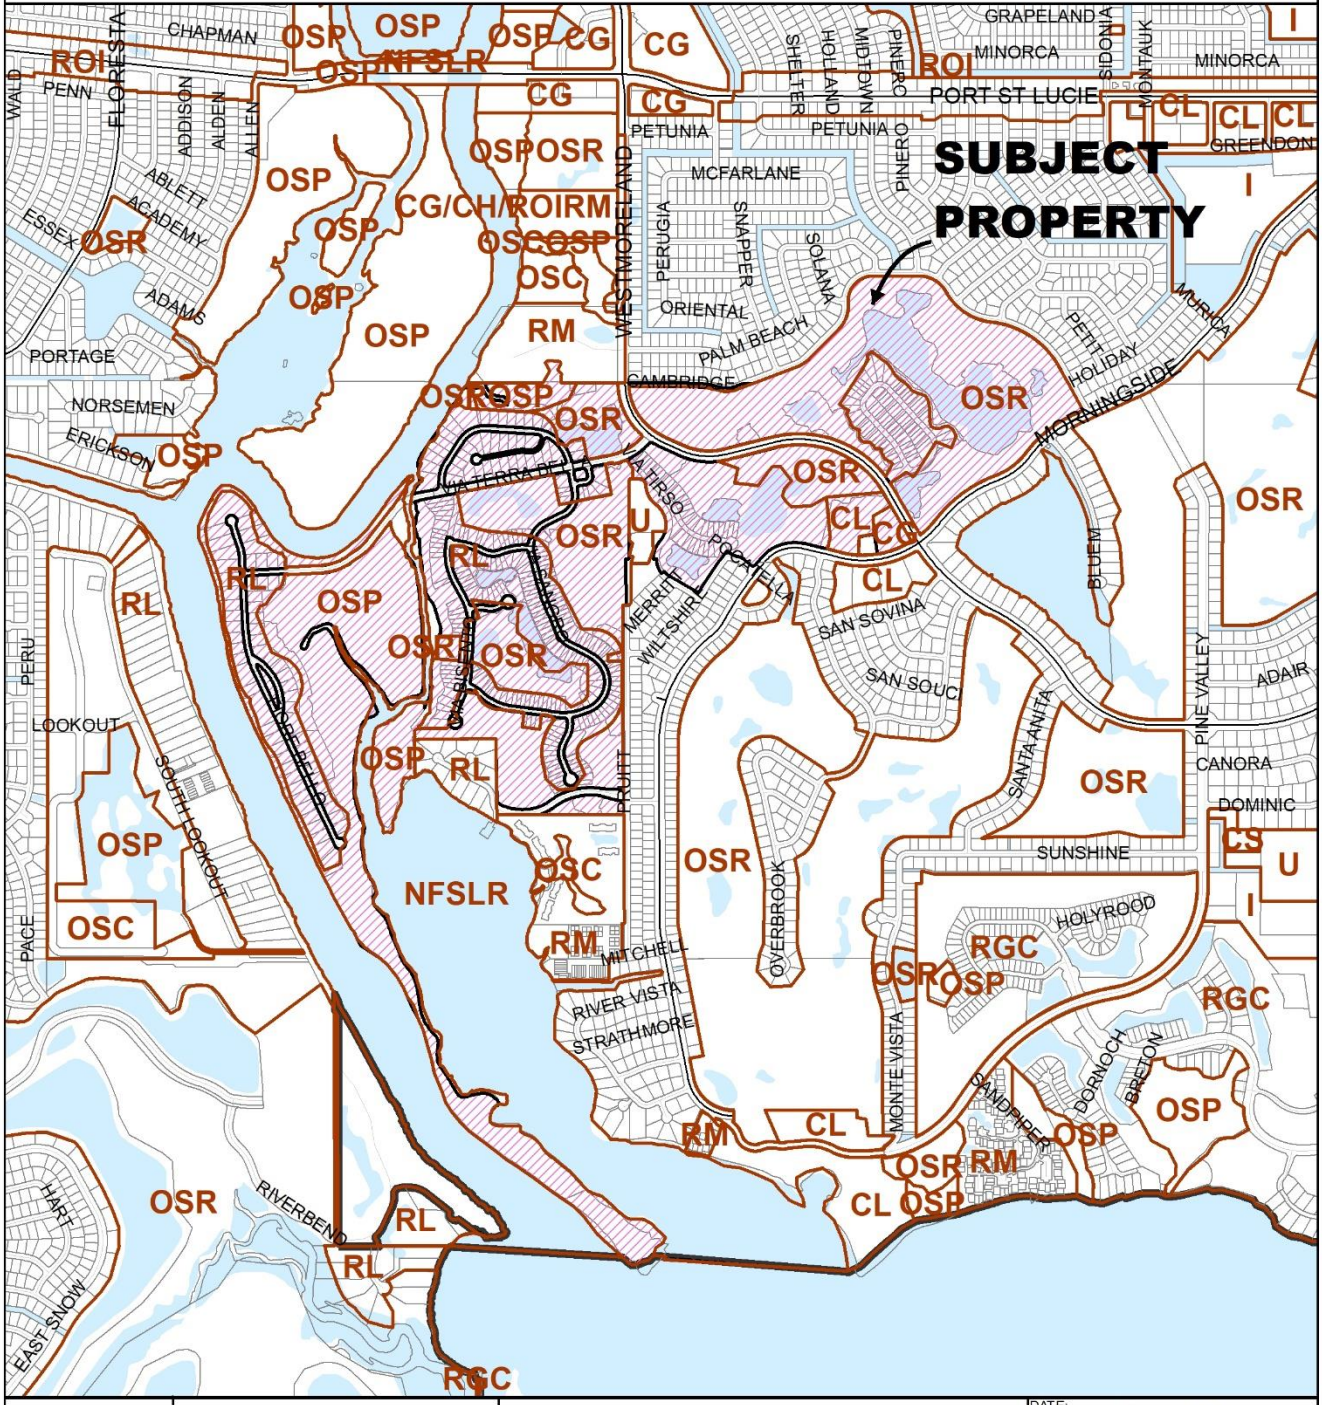 GRAPELAND
I
CHAPMAN
OSP
OSP
OSP
CG
CG
FLORESTA
SHELTER
HOLLAND
MIDTOWN
PINERO
SIDONIA
MONTAUK
ROI
OSP
NFSLR
ROI
MINORCA
MINORCA
WALD
PENN
ADDISON
ALDEN
ALLEN
CG
CG
PORT ST LUCIE
CL
CL
CL
PETUNIA
PETUNIA
GREENDON
OSP
OSR
WESTMORELAND
PINERO
SUBJECT
PROPERTY
ABLETT
OSP
MCFARLANE
I
ACADEMY
CG/CH/ROI
RM
ESSEX
OSR
OSP
OSC
OSP
PERUGIA
SNAPPER
SOLANA
OSC
OSP
ADAMS
ORIENTAL
MURICA
OSP
RM
PALM BEACH
PETIT
PORTAGE
HOLIDAY
CAMBRIDGE
NORSEMEN
OSR
OSP
OSR
OSR
MORNINGSIDE
ERICKSON
OSP
VIA TERRA BELLA
VIA TIRSO
OSR
OSR
U
OSR
CL
CG
RL
POCATELLA
BLUEM
RL
RL
OSP
CL
MERRITT
SAN SOVINA
WILTSHIRE
OSR
OSR
PERU
PINE VALLEY
SAN SOUCI
ADAIR
LOOKOUT
SANTA ANITA
OSP
RL
PRUITT
CANORA
SOUTH LOOKOUT
OSR
DOMINIC
OSP
CS
SUNSHINE
U
OSR
OSC
NFSLR
OVERBROOK
I
HOLYROOD
OSC
PACE
RM
MITCHELL
RGC
OSR
OSP
RIVER VISTA
RGC
STRATHMORE
MONTE VISTA
DORNOCH
BRETON
SANDPIPER
OSP
RM
CL
OSP
OSR
RM
HART
OSR
RIVERBEND
RL
CL
OSP
RL
EAST SNOW
RGC
DATE: